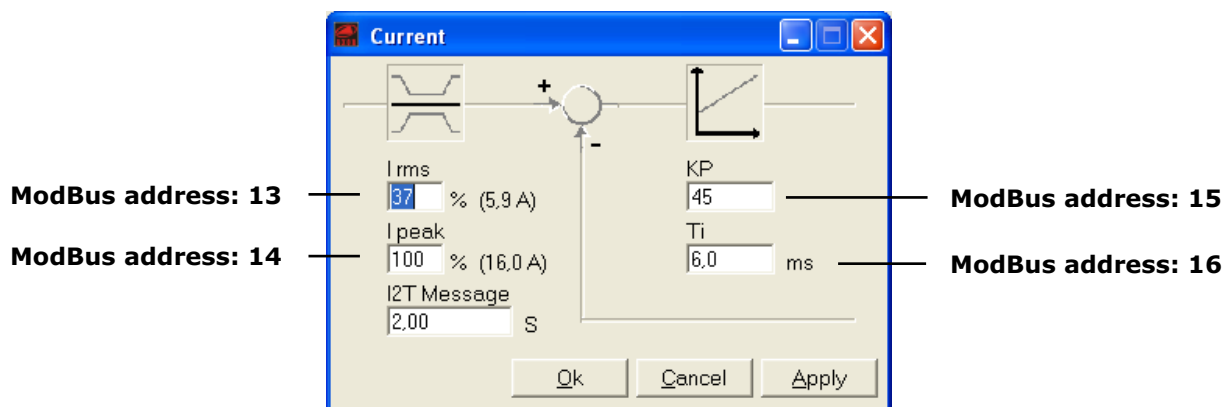 Current
+
-
I rms
37 % (5,9 A)
KP
45
ModBus address: 13
ModBus address: 15
I peak
100 % (16,0 A)
Ti
6,0 ms
ModBus address: 14
ModBus address: 16
I2T Message
2,00 S
Ok Cancel Apply